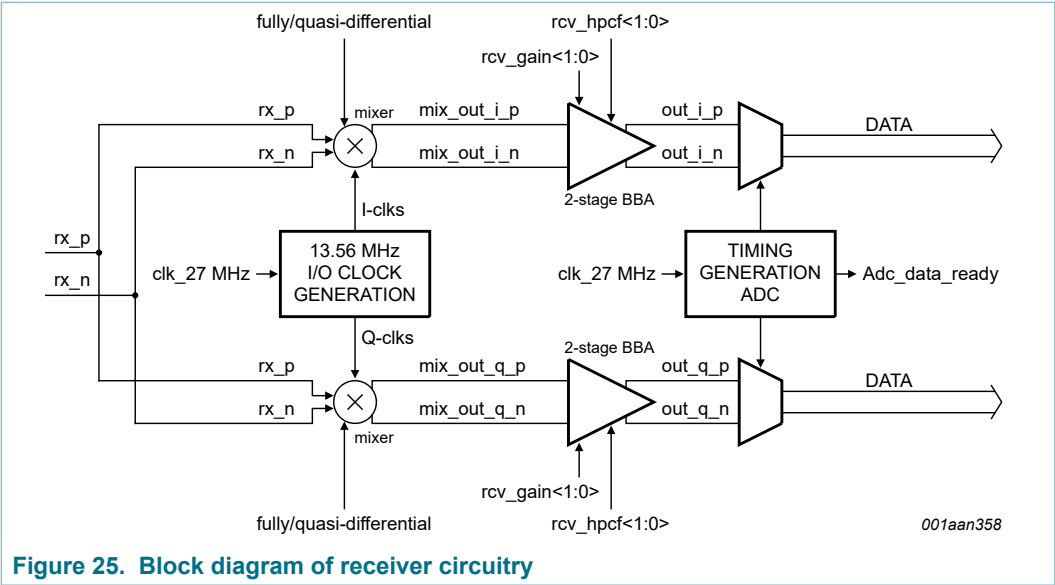 fully/quasi-differential
rcv_hpcf<1:0>
rcv_gain<1:0>
rx_p
mixer
mix_out_i_p
out_i_p
DATA
rx_n
mix_out_i_n
out_i_n
2-stage BBA
I-clks
rx_p
rx_n
clk_27 MHz
13.56 MHz
I/O CLOCK
GENERATION
clk_27 MHz
TIMING
GENERATION
ADC
Adc_data_ready
Q-clks
2-stage BBA
rx_p
mix_out_q_p
out_q_p
DATA
rx_n
mix_out_q_n
out_q_n
mixer
rcv_gain<1:0>
fully/quasi-differential
rcv_hpcf<1:0>
001aan358
Figure 25. Block diagram of receiver circuitry